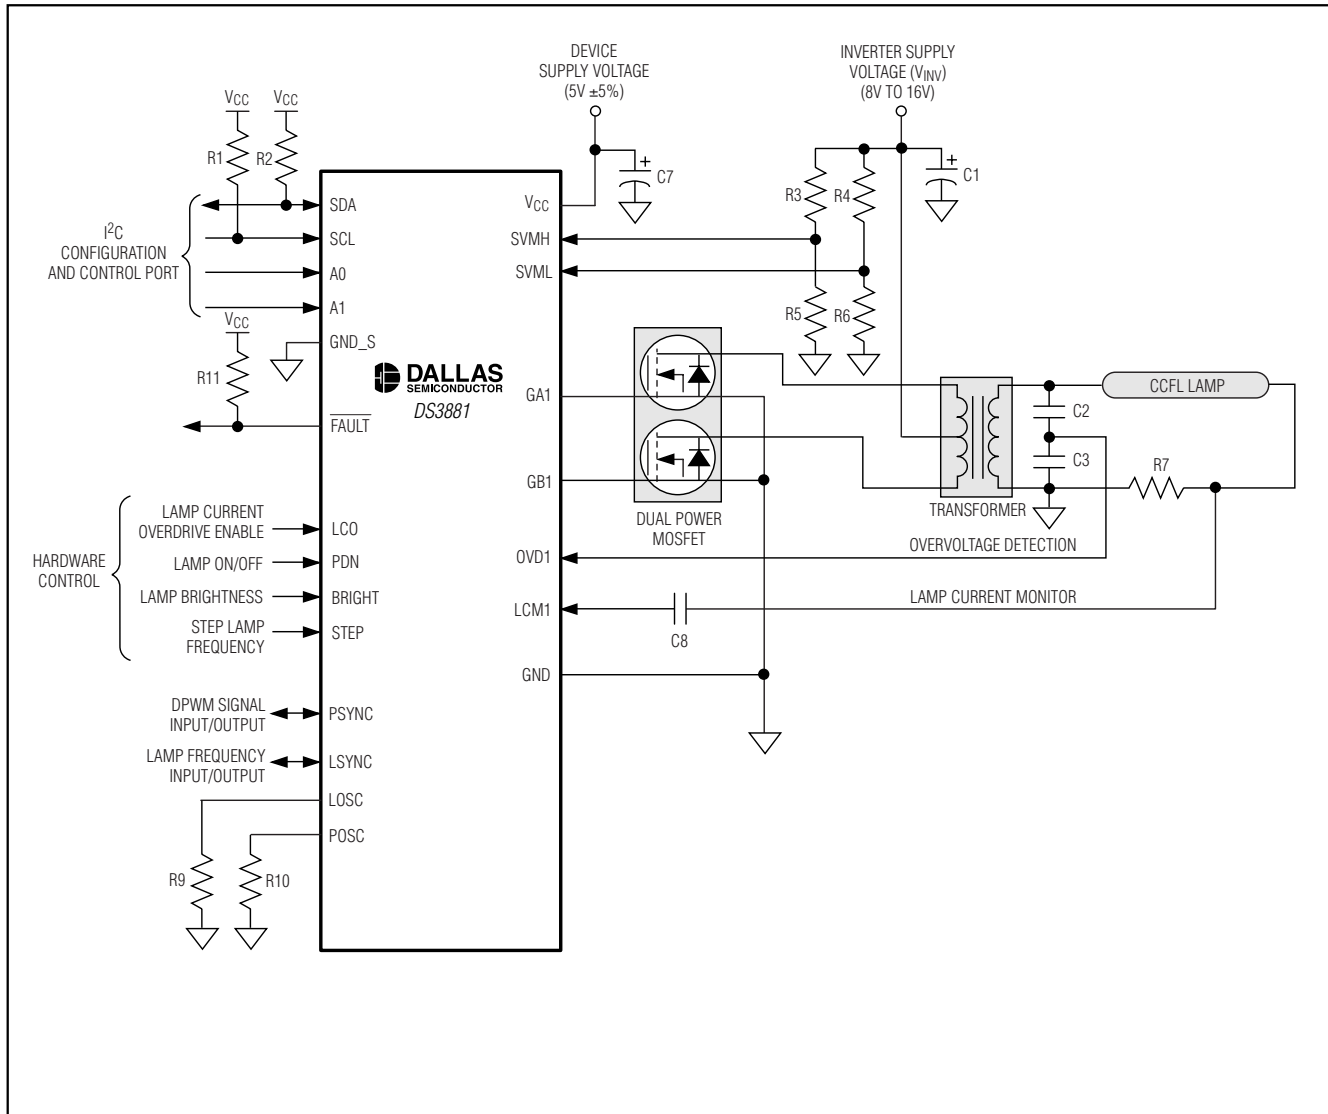 DEVICE
SUPPLY VOLTAGE
(5V ±5%)
INVERTER SUPPLY
VOLTAGE (VINV)
(8V TO 16V)
VCC
VCC
R1
R2
C7
R3
R4
C1
I2C
CONFIGURATION
AND CONTROL PORT
SDA
SCL
A0
A1
VCC
SVMH
SVML
R5
R6
VCC
R11
GND_S
FAULT
DALLAS
SEMICONDUCTOR
DS3881
GA1
GB1
DUAL POWER
MOSFET
TRANSFORMER
CCFL LAMP
C2
C3
R7
HARDWARE
CONTROL
LAMP CURRENT
OVERDRIVE ENABLE
LCO
LAMP ON/OFF
PDN
LAMP BRIGHTNESS
BRIGHT
STEP LAMP
FREQUENCY
STEP
OVD1
OVERVOLTAGE DETECTION
LCM1
C8
LAMP CURRENT MONITOR
GND
DPWM SIGNAL
INPUT/OUTPUT
PSYNC
LAMP FREQUENCY
INPUT/OUTPUT
LSYNC
LOSC
POSC
R9
R10